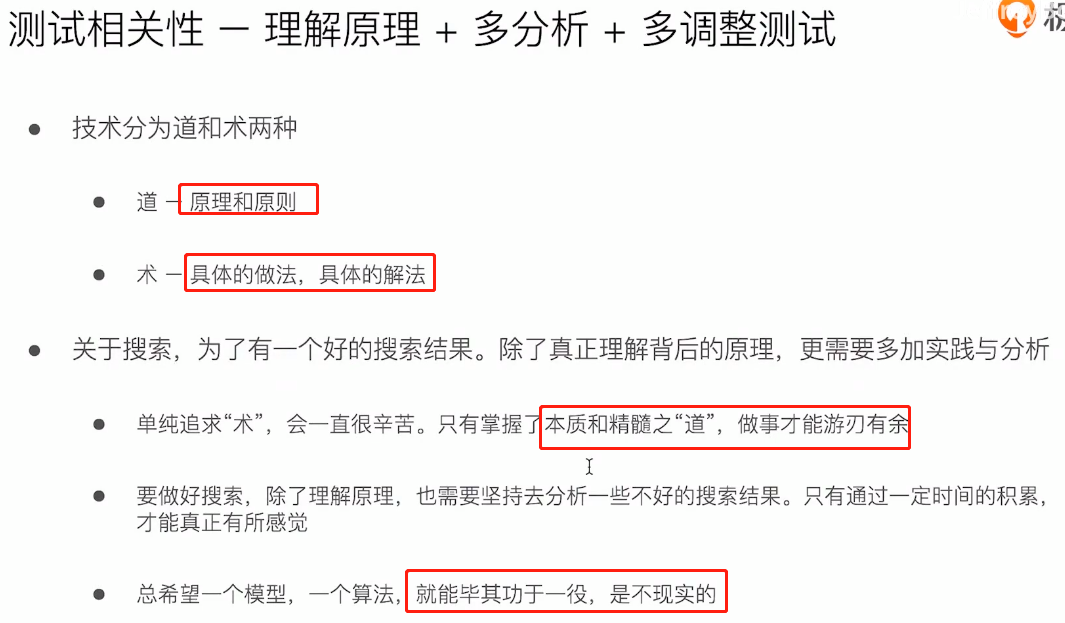 测试相关性 － 理解原理 + 多分析 + 多调整测试
● 技术分为道和术两种
● 道 － 原理和原则
● 术 － 具体的做法，具体的解法
● 关于搜索，为了有一个好的搜索结果。除了真正理解背后的原理，更需要多加实践与分析
● 单纯追求“术”，会一直很辛苦。只有掌握了本质和精髓之“道”，做事才能游刃有余
● 要做好搜索，除了理解原理，也需要坚持去分析一些不好的搜索结果。只有通过一定时间的积累，
才能真正有所感觉
● 总希望一个模型，一个算法，就能毕其功于一役，是不现实的